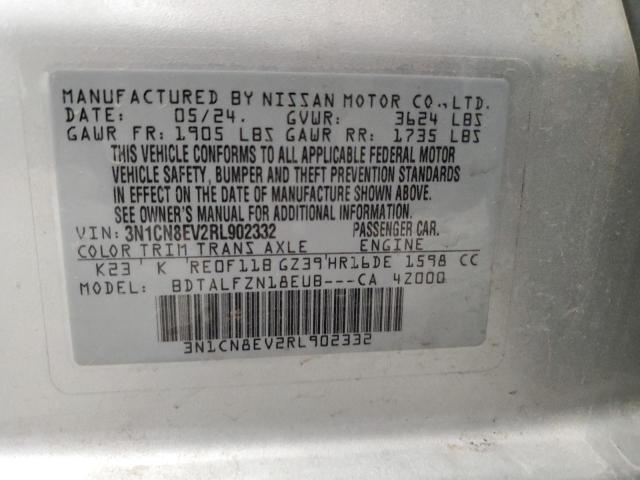 MANUFACTURED BY NISSAN MOTOR CO.,LTD.
DATE: 05/24. GVWR: 3624 LBS
GAWR FR: 1905 LBS GAWR RR: 1735 LBS
THIS VEHICLE CONFORMS TO ALL APPLICABLE FEDERAL MOTOR
VEHICLE SAFETY, BUMPER AND THEFT PREVENTION STANDARDS
IN EFFECT ON THE DATE OF MANUFACTURE SHOWN ABOVE.
SEE OWNER'S MANUAL FOR ADDITIONAL INFORMATION.
VIN: 3N1CN8EV2RL902332 PASSENGER CAR.
COLOR TRIM TRANS AXLE ENGINE
K23 K RE0F11B GZ39 HR16DE 1598 CC
MODEL: BDTALFZN18EUB---CA 4Z000
3N1CN8EV2RL902332